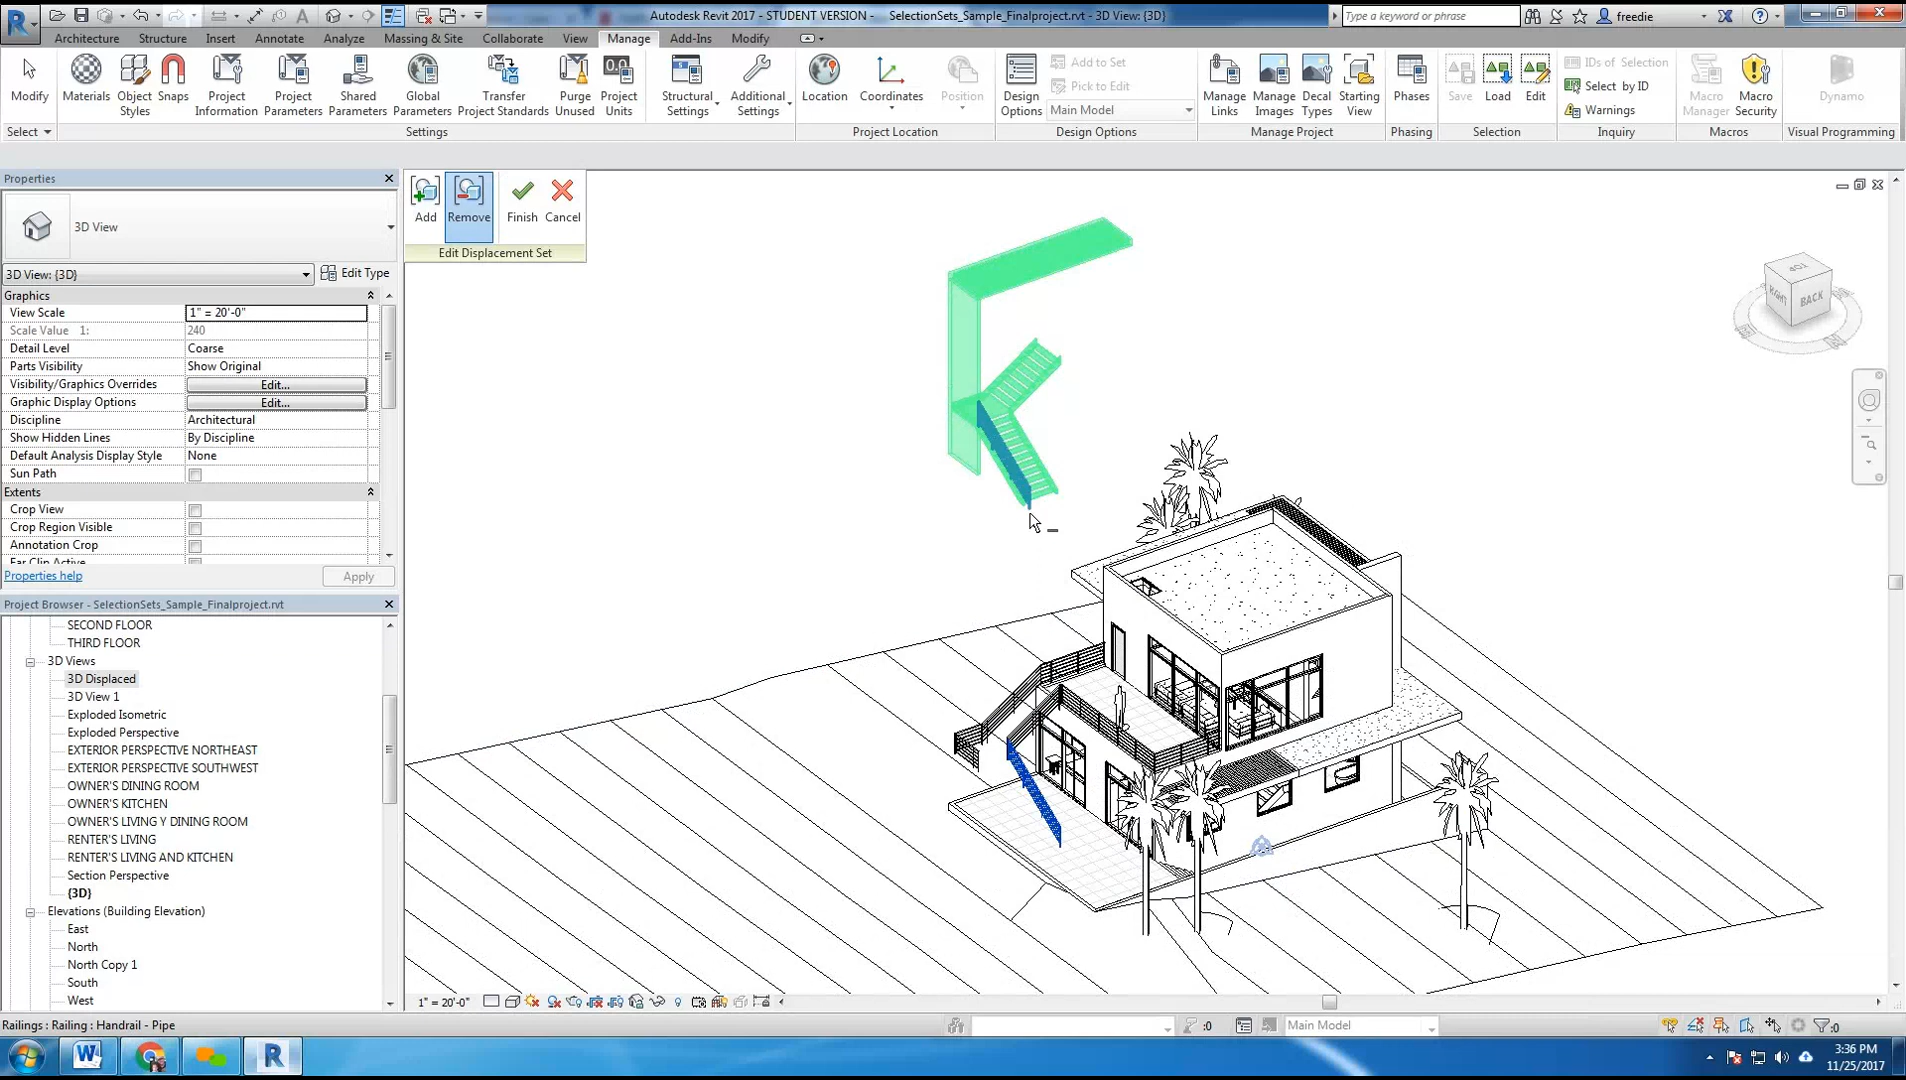 Autodesk Revit 2017 - STUDENT VERSION - SelectionSets_Sample_Finalproject.rvt - 3D View: {3D}
Type a keyword or phrase
freedie
Architecture Structure Insert Annotate Analyze Massing & Site Collaborate View Manage Add-Ins Modify
Modify
Materials
Object Styles
Snaps
Project Information
Project Parameters
Shared Parameters
Global Parameters
Transfer Project Standards
Purge Unused
Project Units
Structural Settings
Additional Settings
Location
Coordinates
Position
Design Options
Add to Set
Pick to Edit
Main Model
Manage Links
Manage Images
Decal Types
Starting View
Phases
Save
Load
Edit
IDs of Selection
Select by ID
Warnings
Macro Manager
Macro Security
Dynamo
Select Settings Project Location Design Options Manage Project Phasing Selection Inquiry Macros Visual Programming
Properties
3D View
3D View: {3D} Edit Type
Graphics
View Scale 1" = 20'-0"
Scale Value 1: 240
Detail Level Coarse
Parts Visibility Show Original
Visibility/Graphics Overrides Edit...
Graphic Display Options Edit...
Discipline Architectural
Show Hidden Lines By Discipline
Default Analysis Display Style None
Sun Path
Extents
Crop View
Crop Region Visible
Annotation Crop
Far Clip Active
Properties help Apply
Add Remove Finish Cancel
Edit Displacement Set
TOP
RIGHT
BACK
Project Browser - SelectionSets_Sample_Finalproject.rvt
SECOND FLOOR
THIRD FLOOR
3D Views
3D Displaced
3D View 1
Exploded Isometric
Exploded Perspective
EXTERIOR PERSPECTIVE NORTHEAST
EXTERIOR PERSPECTIVE SOUTHWEST
OWNER'S DINING ROOM
OWNER'S KITCHEN
OWNER'S LIVING Y DINING ROOM
RENTER'S LIVING
RENTER'S LIVING AND KITCHEN
Section Perspective
{3D}
Elevations (Building Elevation)
East
North
North Copy 1
South
West
1" = 20'-0"
Railings : Railing : Handrail - Pipe
:0
Main Model
:0
3:36 PM
11/25/2017